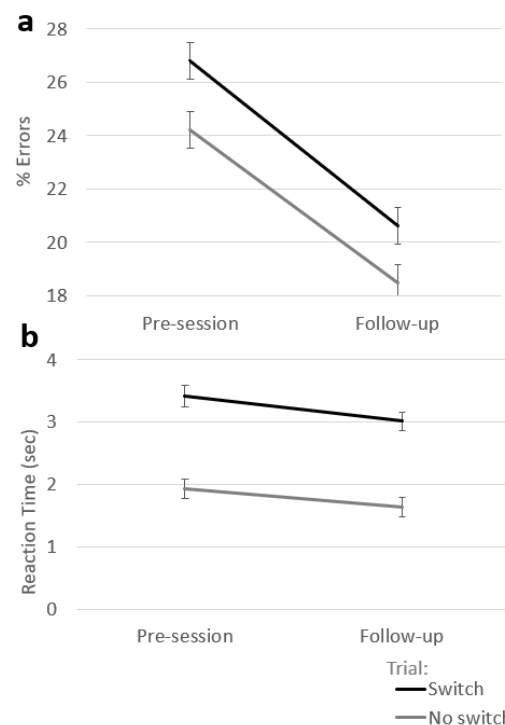 a
28
26
24
22
20
18
% Errors
Pre-session Follow-up
b
4
3
2
1
0
Reaction Time (sec)
Pre-session Follow-up
Trial:
Switch
No switch